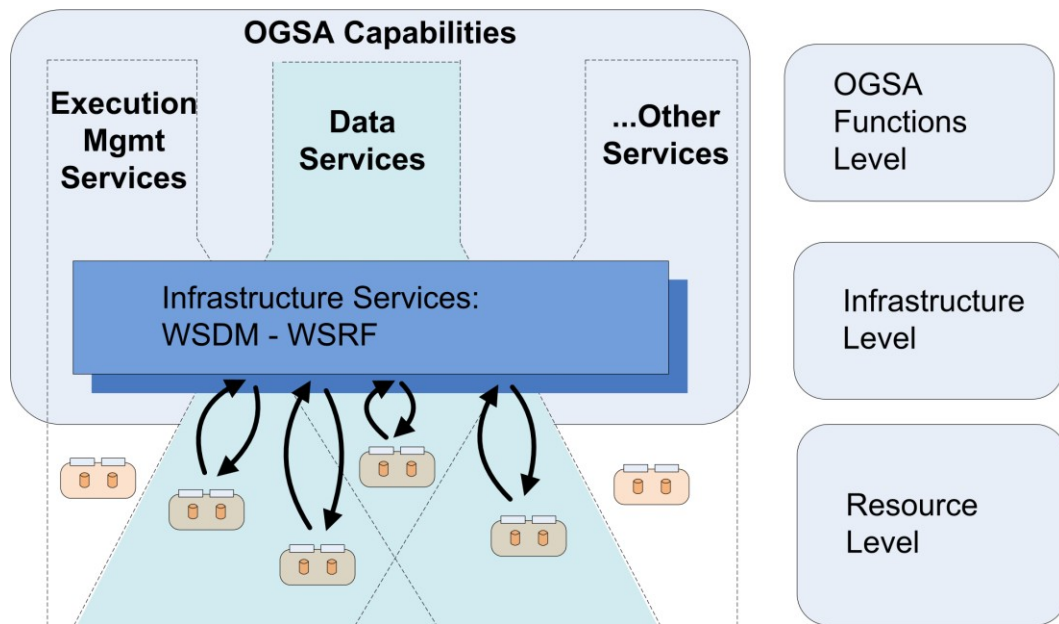 OGSA Capabilities
Execution
Mgmt
Services
Data
Services
...Other
Services
Infrastructure Services:
WSDM - WSRF
OGSA
Functions
Level
Infrastructure
Level
Resource
Level